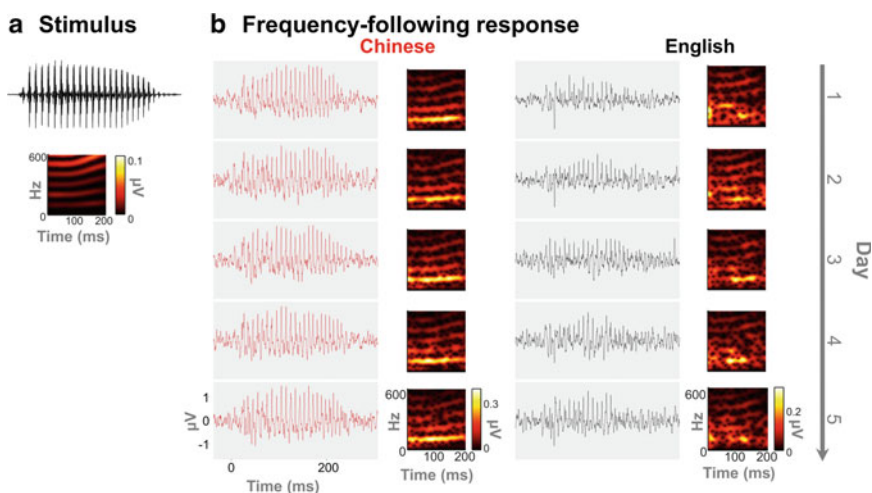 a Stimulus
b Frequency-following response
Chinese
English
600
Hz
0
100 200
Time (ms)
0.1
µV
0
1
2
3
4
5
Day
1
0
-1
µV
0 200
Time (ms)
600
Hz
0
100 200
Time (ms)
0.3
µV
0
600
Hz
0
100 200
Time (ms)
0.2
µV
0